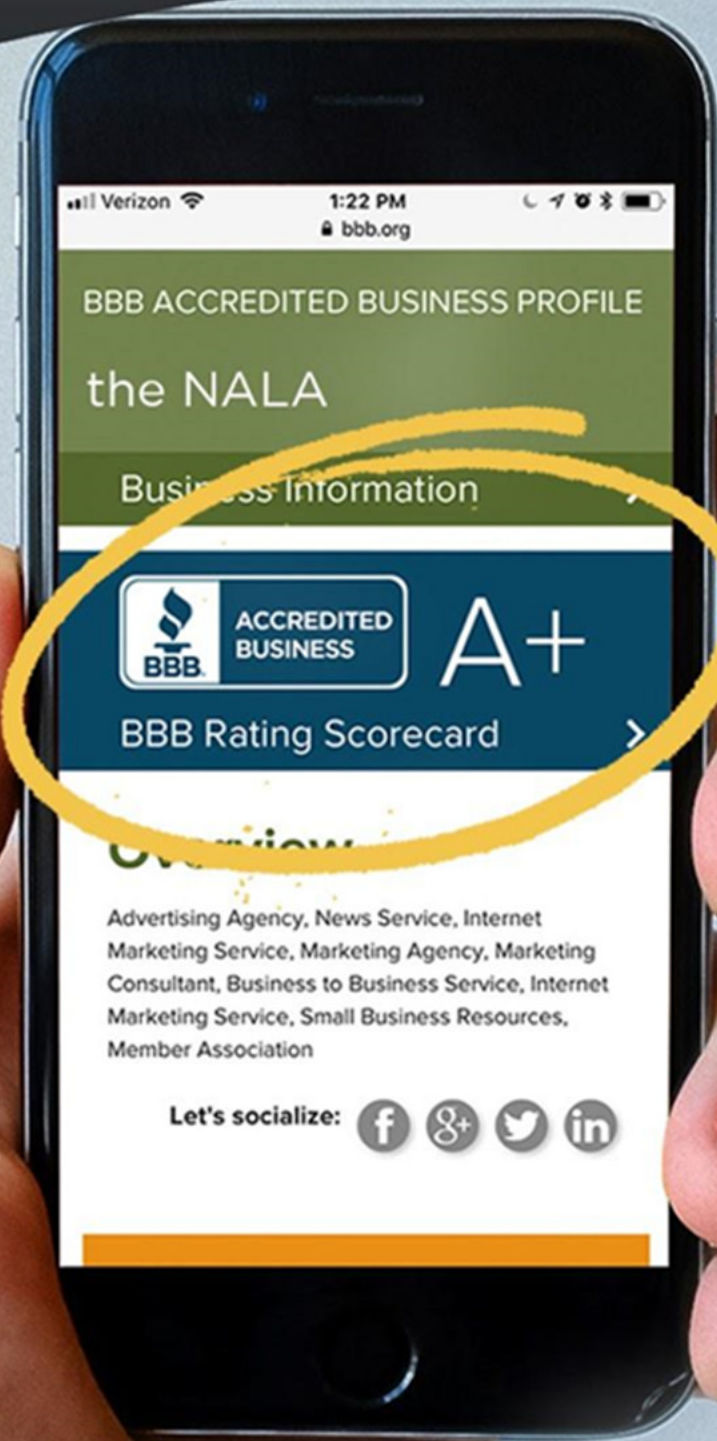 Verizon
1:22 PM
bbb.org
BBB ACCREDITED BUSINESS PROFILE
the NALA
Business Information
ACCREDITED
BUSINESS
BBB.
A+
BBB Rating Scorecard
Overview
Advertising Agency, News Service, Internet
Marketing Service, Marketing Agency, Marketing
Consultant, Business to Business Service, Internet
Marketing Service, Small Business Resources,
Member Association
Let's socialize:
f
g+
in